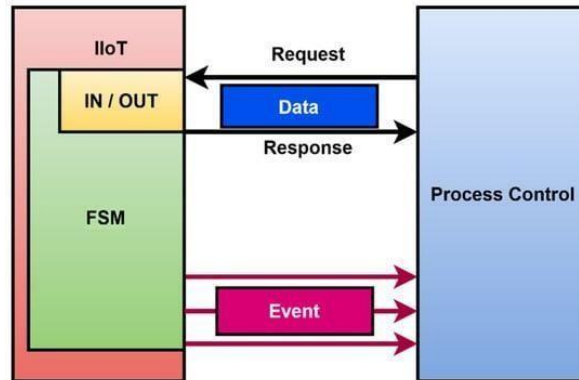 IIoT
Request
IN / OUT
Data
Response
Process Control
FSM
Event